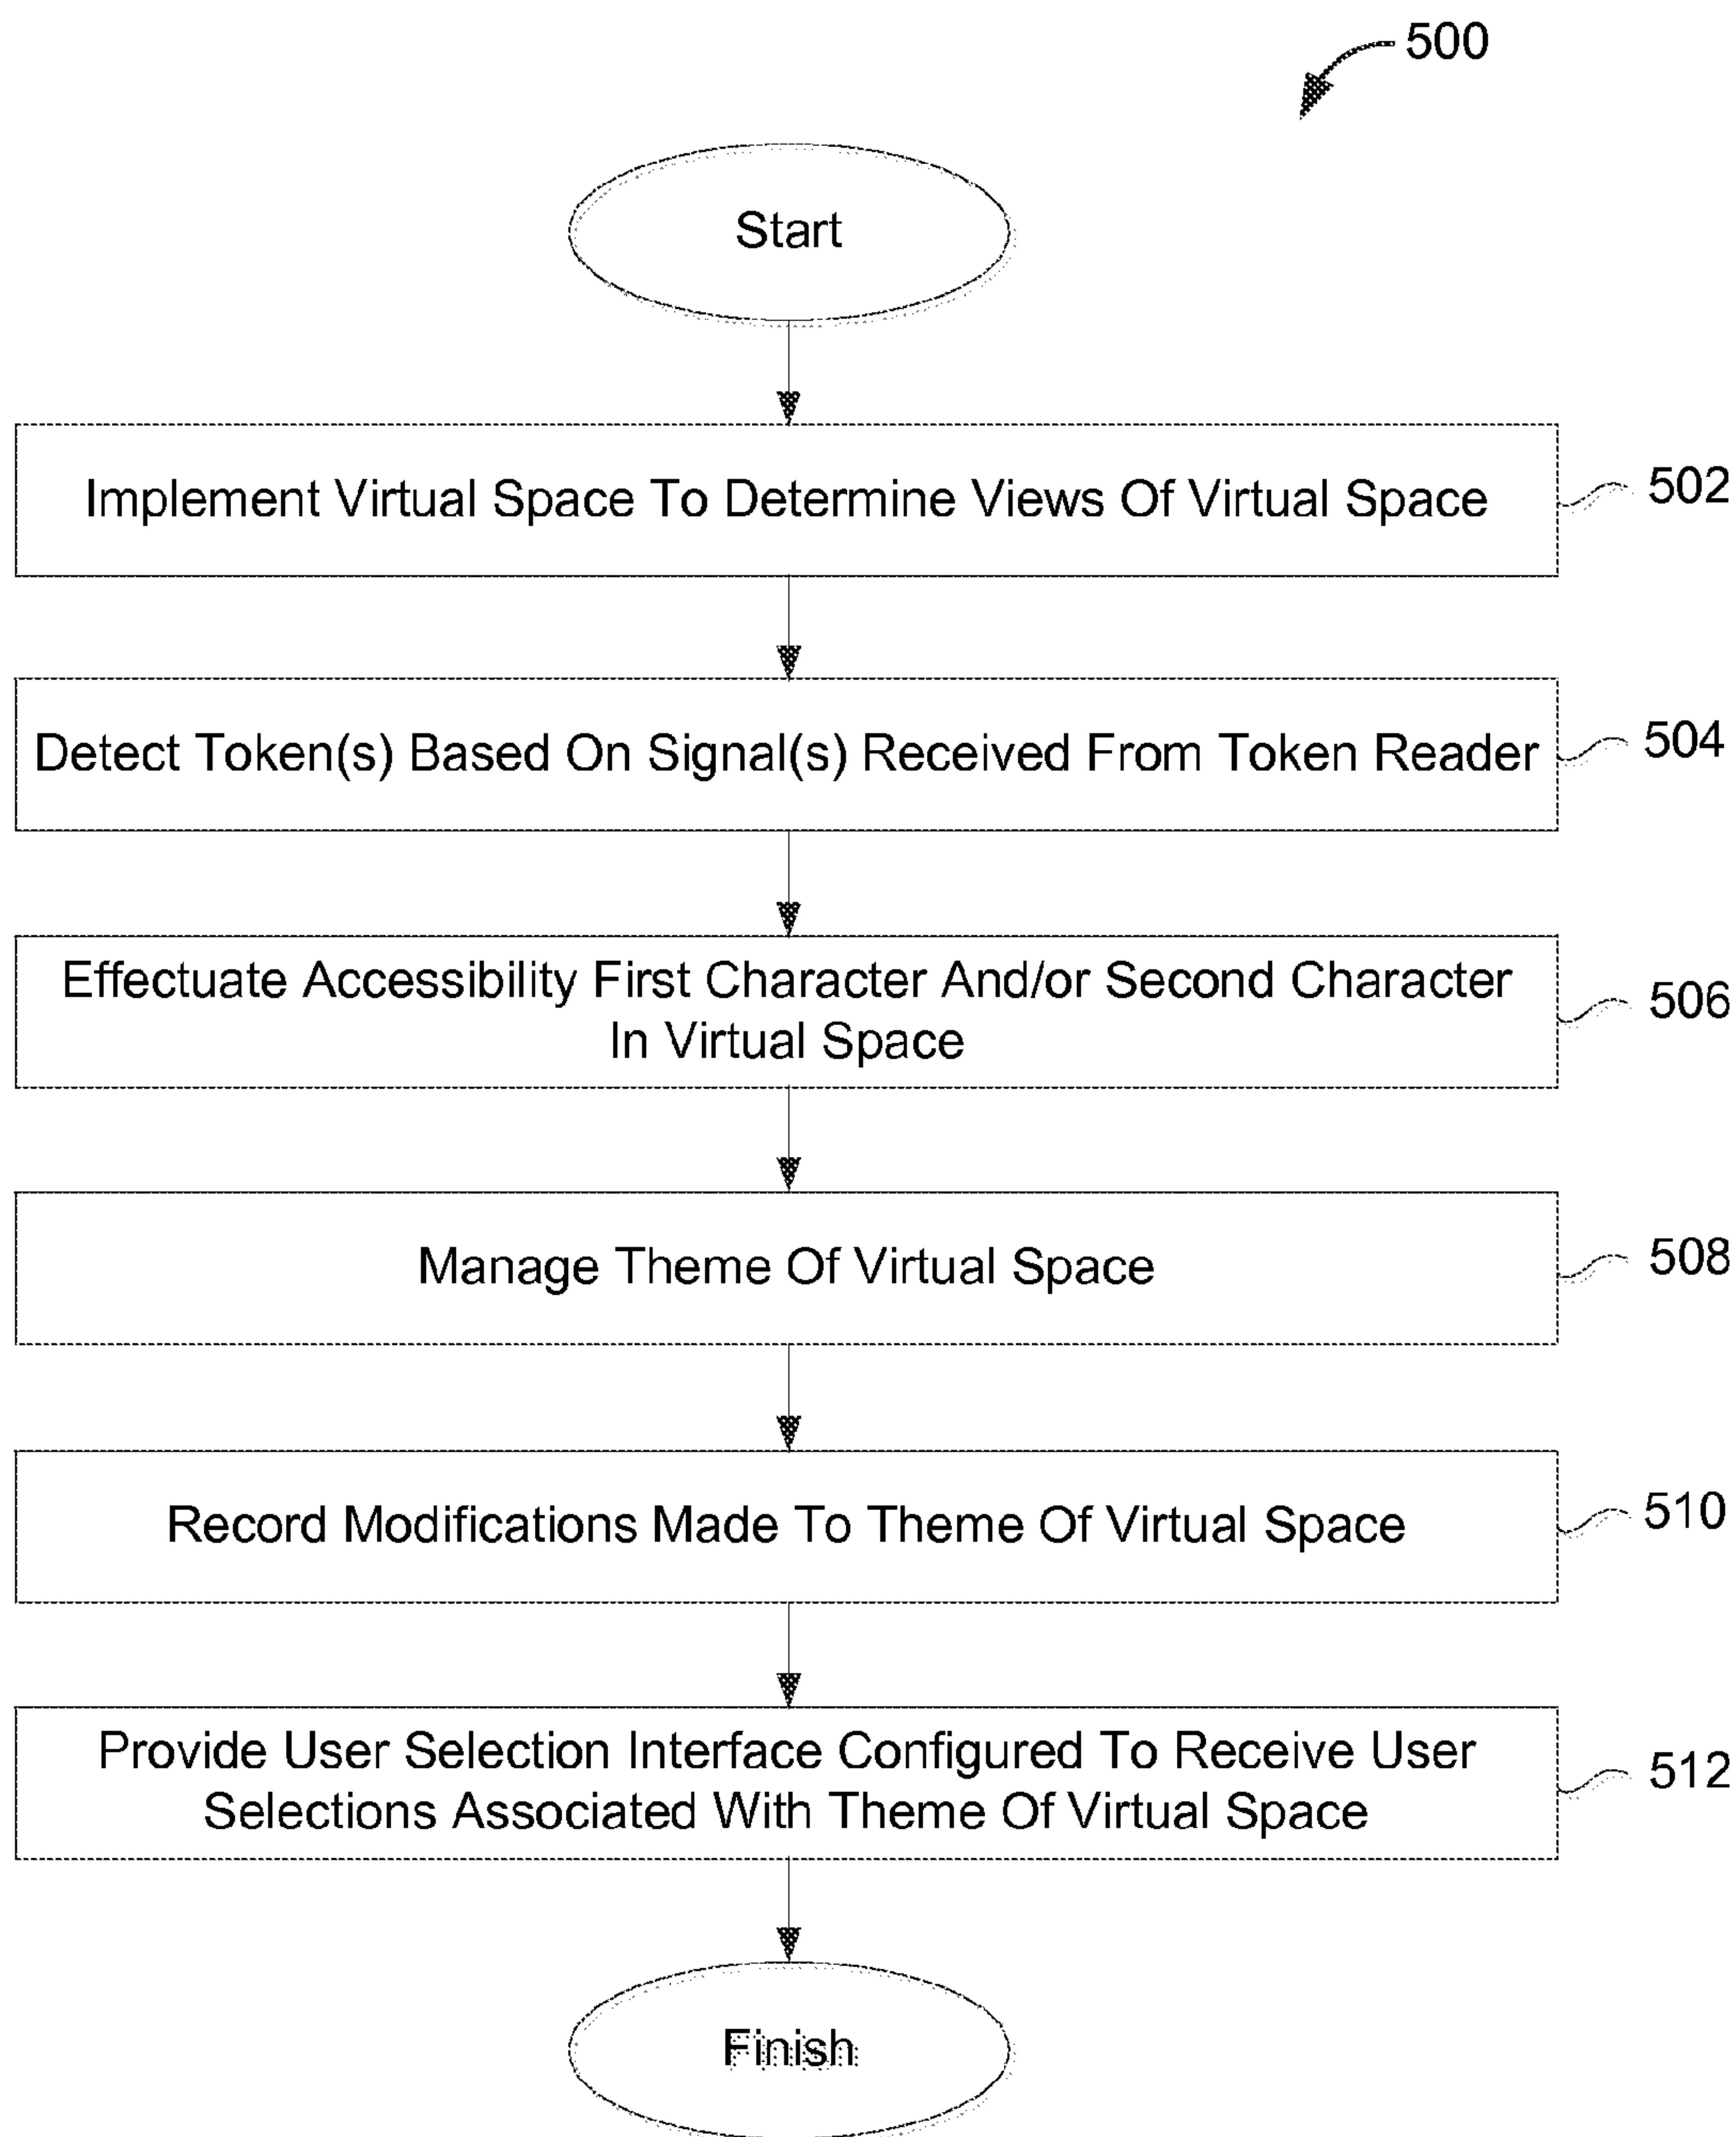 500
Start
Implement Virtual Space To Determine Views Of Virtual Space
502
Detect Token(s) Based On Signal(s) Received From Token Reader
504
Effectuate Accessibility First Character And/or Second Character
In Virtual Space
506
Manage Theme Of Virtual Space
508
Record Modifications Made To Theme Of Virtual Space
510
Provide User Selection Interface Configured To Receive User
Selections Associated With Theme Of Virtual Space
512
Finish